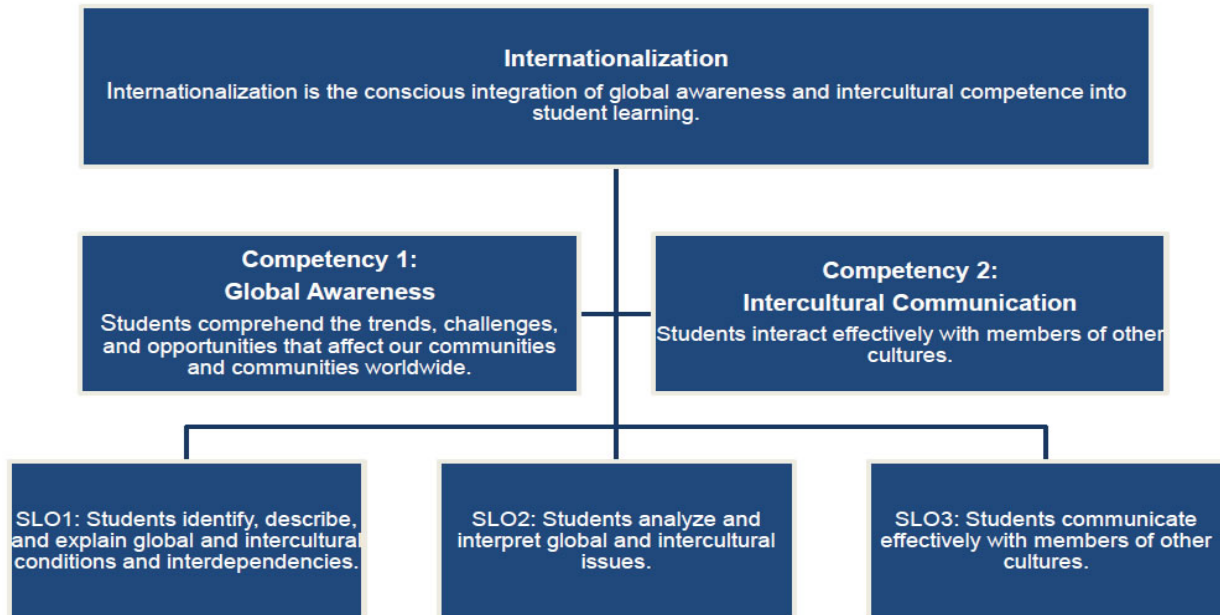 Internationalization
Internationalization is the conscious integration of global awareness and intercultural competence into
student learning.
Competency 1:
Global Awareness
Students comprehend the trends, challenges,
and opportunities that affect our communities
and communities worldwide.
Competency 2:
Intercultural Communication
Students interact effectively with members of other
cultures.
SLO1: Students identify, describe,
and explain global and intercultural
conditions and interdependencies.
SLO2: Students analyze and
interpret global and intercultural
issues.
SLO3: Students communicate
effectively with members of other
cultures.